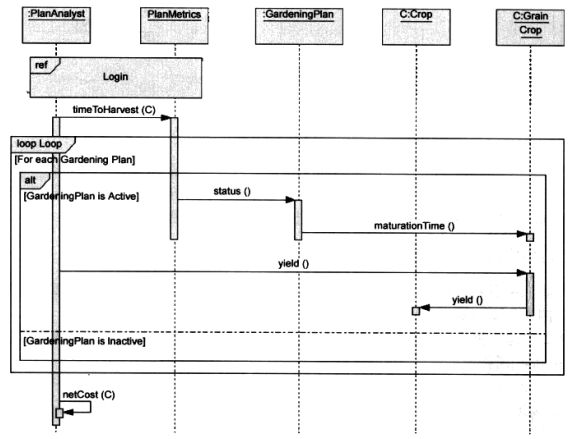 :PlanAnalyst
PlanMetrics
:GardeningPlan
C:Crop
C:Grain
Crop
ref
Login
timeToHarvest (C)
loop Loop
[For each Gardening Plan]
alt
status ()
[GardeningPlan is Active]
maturationTime ()
yield ()
yield ()
[GardeningPlan is Inactive]
netCost (C)